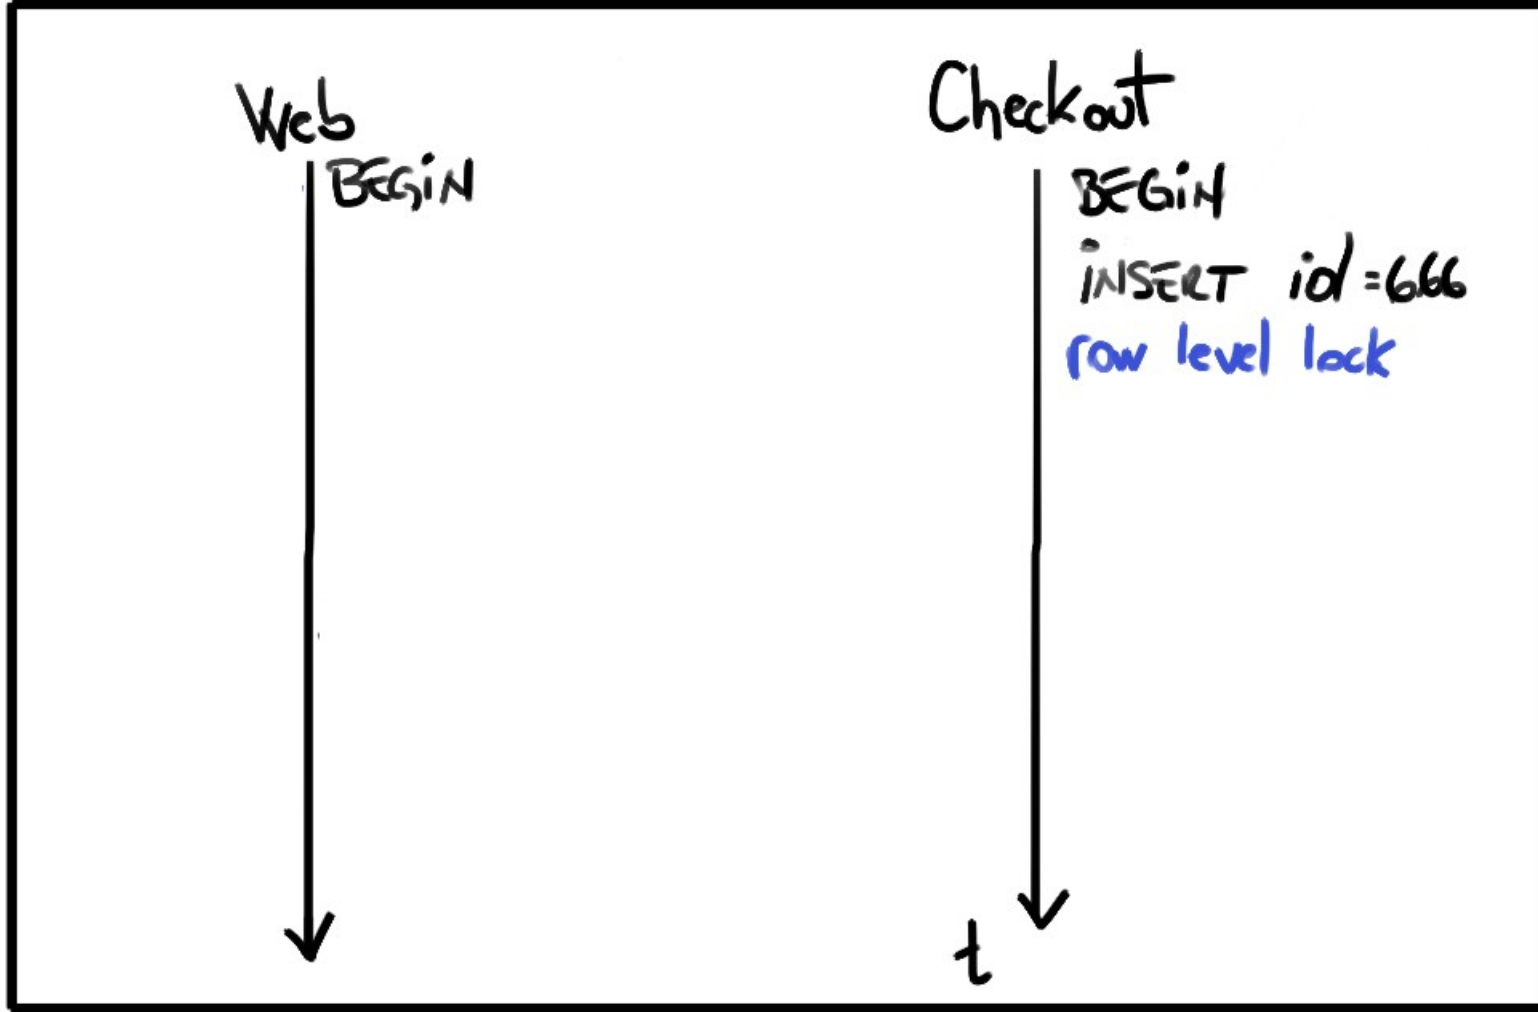 Web
BEGIN
Checkout
BEGIN
INSERT id=666
row level lock
t